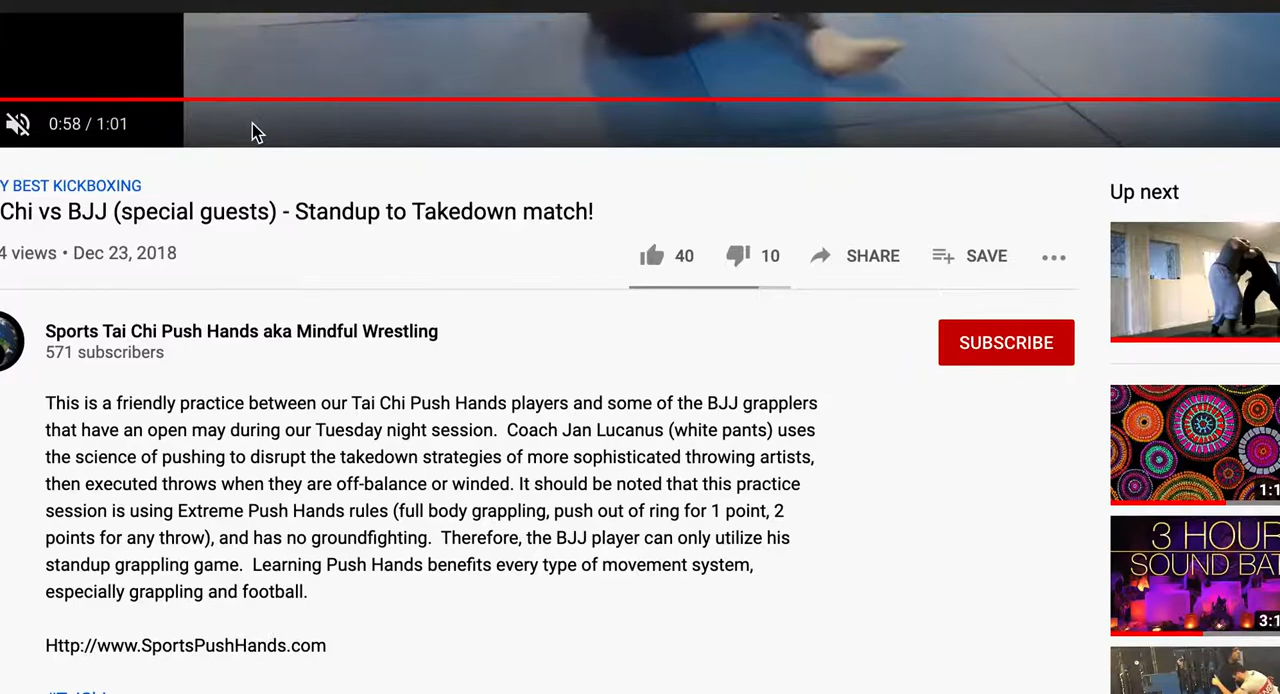 0:58 / 1:01
Y BEST KICKBOXING
Chi vs BJJ (special guests) - Standup to Takedown match!
4 views • Dec 23, 2018
40
10
SHARE
SAVE
Up next
Sports Tai Chi Push Hands aka Mindful Wrestling
571 subscribers
SUBSCRIBE
This is a friendly practice between our Tai Chi Push Hands players and some of the BJJ grapplers
that have an open may during our Tuesday night session.  Coach Jan Lucanus (white pants) uses
the science of pushing to disrupt the takedown strategies of more sophisticated throwing artists,
then executed throws when they are off-balance or winded. It should be noted that this practice
session is using Extreme Push Hands rules (full body grappling, push out of ring for 1 point, 2
points for any throw), and has no groundfighting.  Therefore, the BJJ player can only utilize his
standup grappling game.  Learning Push Hands benefits every type of movement system,
especially grappling and football.
Http://www.SportsPushHands.com
1:1
3 HOUR
SOUND BAT
3:1